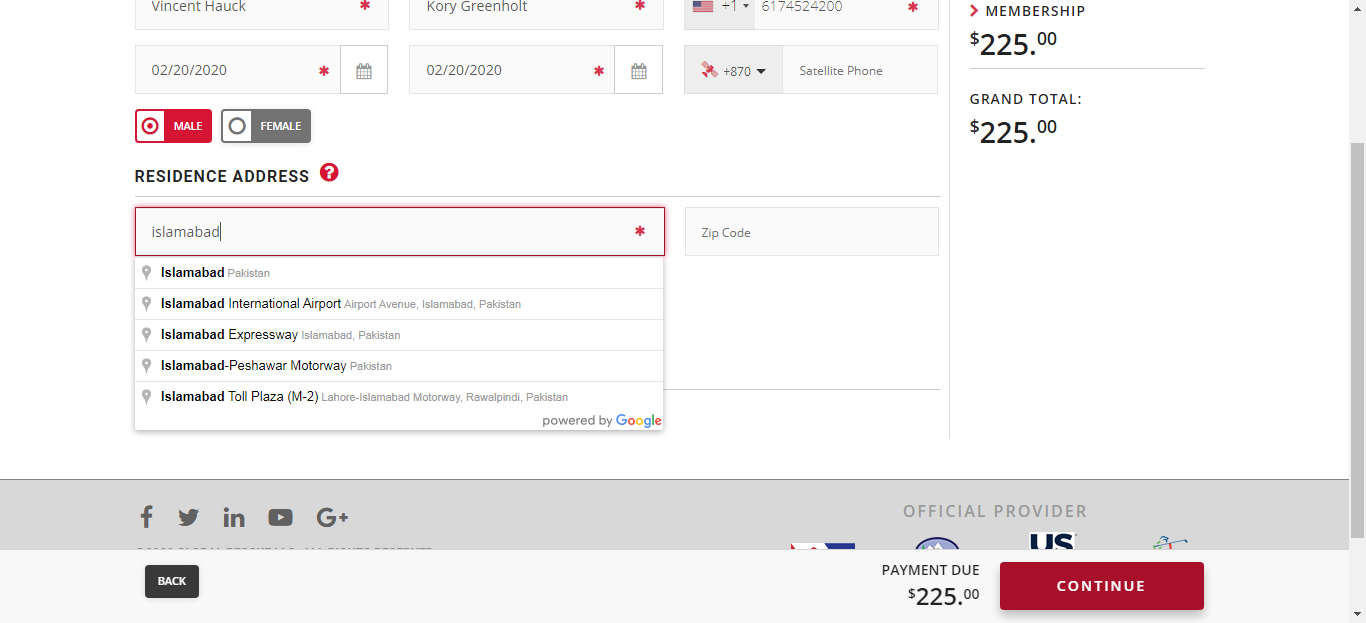 Vincent Hauck *
Kory Greenholt *
+1 6174524200 *
02/20/2020 *
02/20/2020 *
+870 Satellite Phone
MALE
FEMALE
RESIDENCE ADDRESS ?
islamabad *
Zip Code
Islamabad Pakistan
Islamabad International Airport Airport Avenue, Islamabad, Pakistan
Islamabad Expressway Islamabad, Pakistan
Islamabad-Peshawar Motorway Pakistan
Islamabad Toll Plaza (M-2) Lahore-Islamabad Motorway, Rawalpindi, Pakistan
powered by Google
MEMBERSHIP
$225.00
GRAND TOTAL:
$225.00
OFFICIAL PROVIDER
US
BACK
PAYMENT DUE
$225.00
CONTINUE